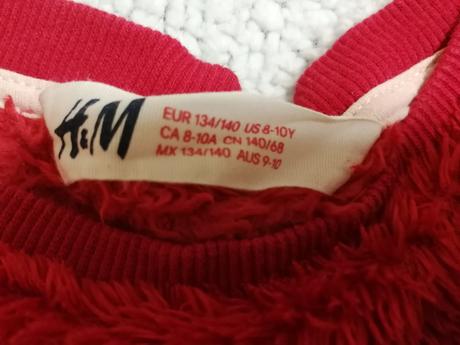 H&M
EUR 134/140 US 8-10Y
CA 8-10A CN 140/68
MX 134/140 AUS 9-10